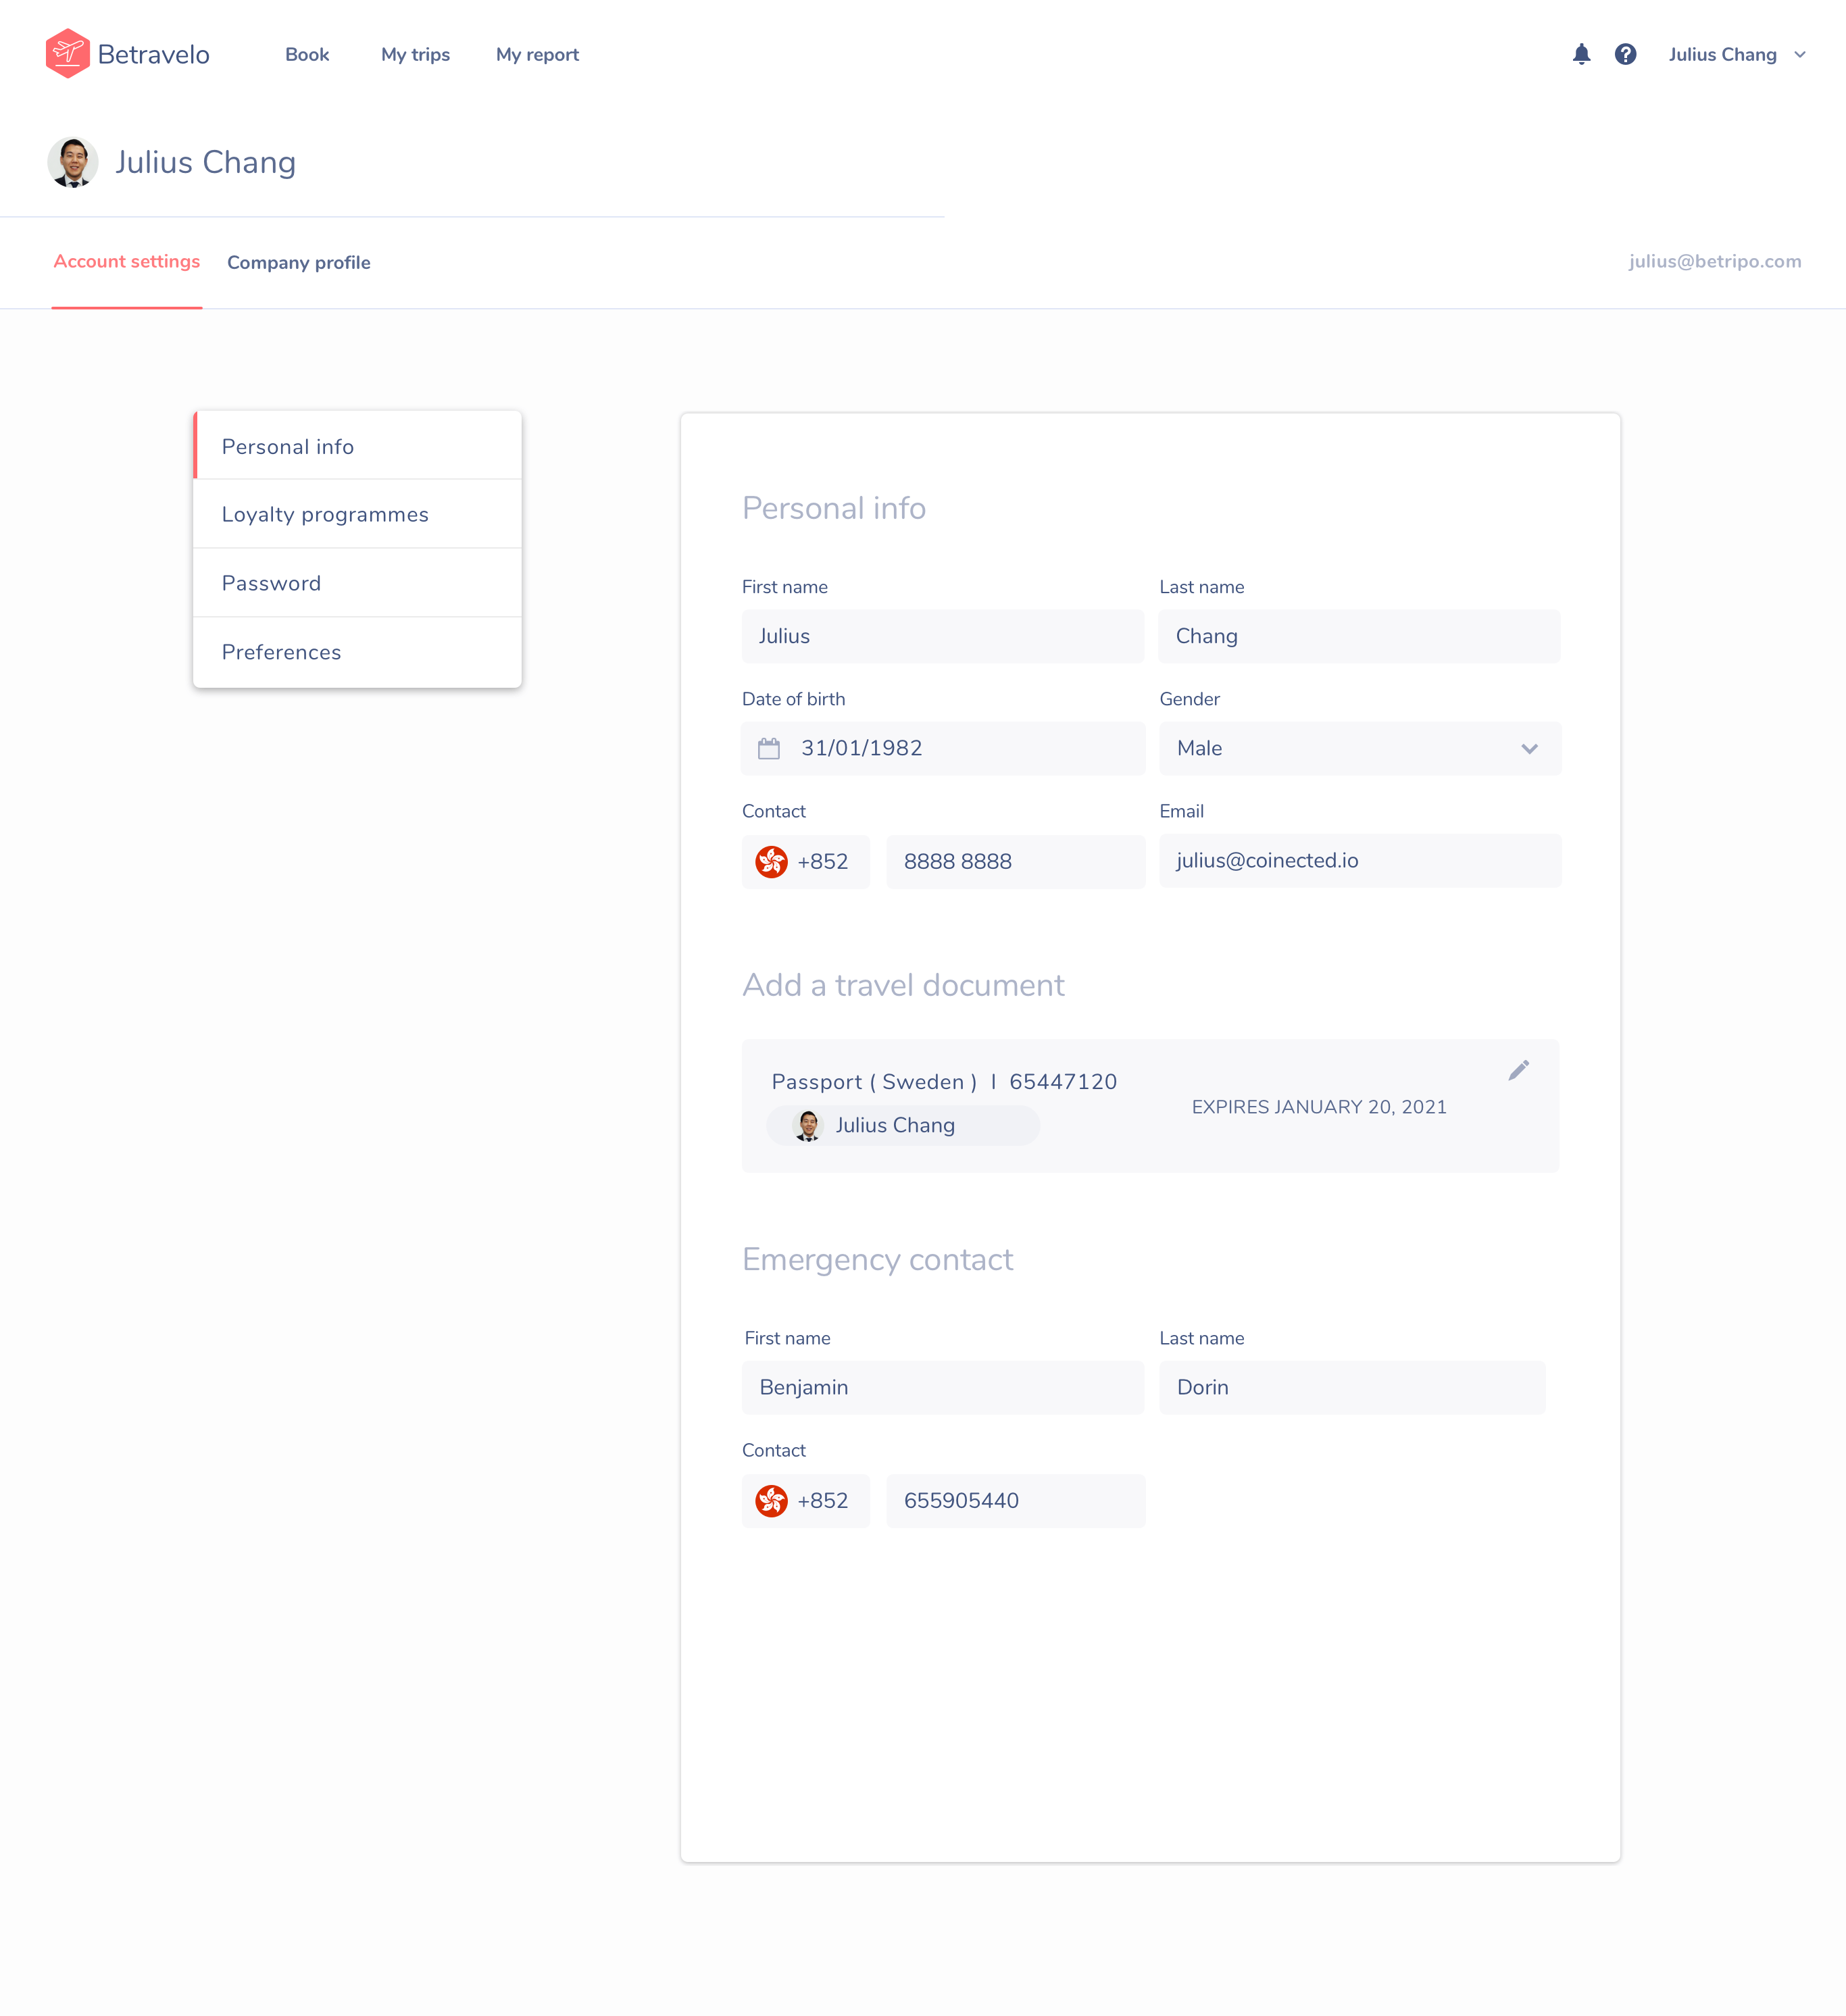 Betravelo Book My trips My report Julius Chang
Julius Chang
Account settings Company profile julius@betripo.com
Personal info
Loyalty programmes
Password
Preferences
Personal info
First name Last name
Julius Chang
Date of birth Gender
31/01/1982 Male
Contact Email
+852 8888 8888 julius@coinected.io
Add a travel document
Passport ( Sweden ) I 65447120
EXPIRES JANUARY 20, 2021
Julius Chang
Emergency contact
First name Last name
Benjamin Dorin
Contact
+852 655905440